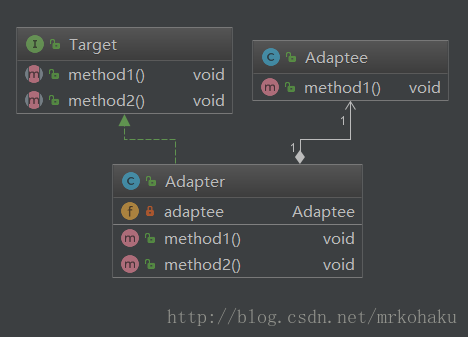 I Target
m method1() void
m method2() void
C Adaptee
m method1() void
1
1
C Adapter
f adaptee Adaptee
m method1() void
m method2() void
http://blog.csdn.net/mrkohaku